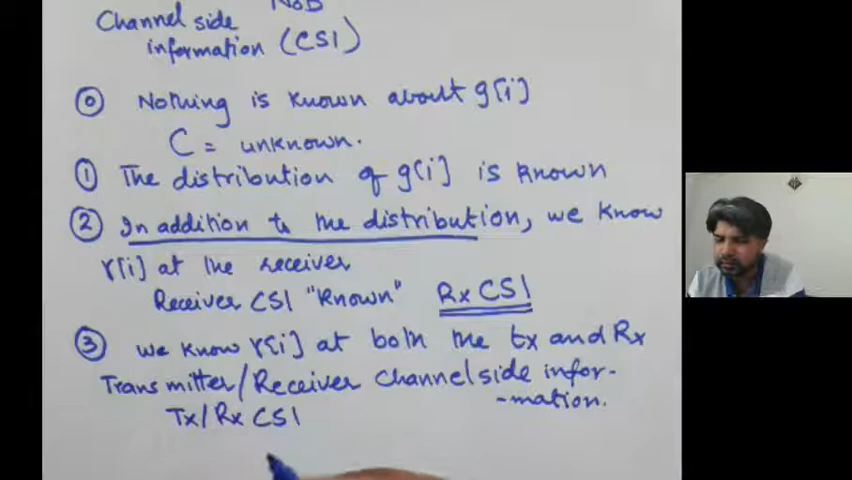 NoB
Channel side
information (CSI)
⓪ Nothing is known about g[i]
C = unknown.
① The distribution of g[i] is known
② In addition to the distribution, we know
γ[i] at the receiver
Receiver CSI "Known" Rx CSI
③ we know γ[i] at both the tx and Rx
Transmitter/Receiver channel side infor-
-mation.
Tx/Rx CSI